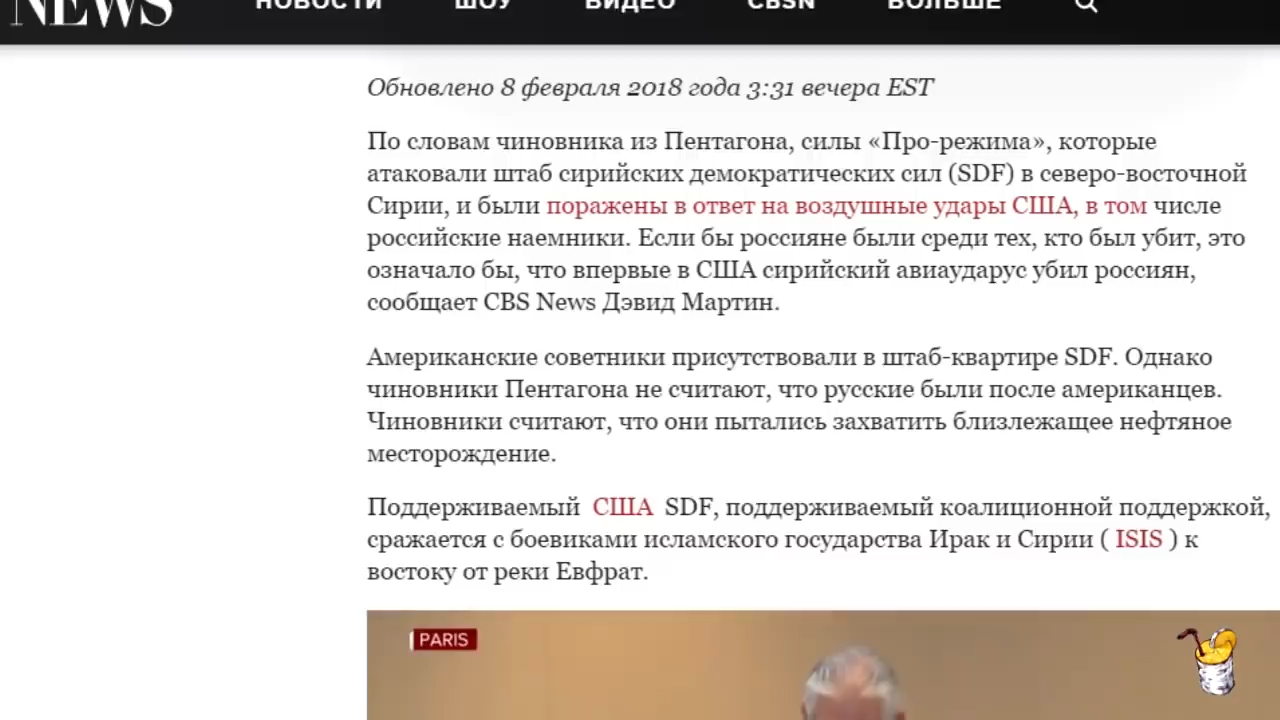 NEWS НОВОСТИ ШОУ ВИДЕО CBSN БОЛЬШЕ
Обновлено 8 февраля 2018 года 3:31 вечера EST
По словам чиновника из Пентагона, силы «Про-режима», которые
атаковали штаб сирийских демократических сил (SDF) в северо-восточной
Сирии, и были поражены в ответ на воздушные удары США, в том числе
российские наемники. Если бы россияне были среди тех, кто был убит, это
означало бы, что впервые в США сирийский авиаударус убил россиян,
сообщает CBS News Дэвид Мартин.
Американские советники присутствовали в штаб-квартире SDF. Однако
чиновники Пентагона не считают, что русские были после американцев.
Чиновники считают, что они пытались захватить близлежащее нефтяное
месторождение.
Поддерживаемый США SDF, поддерживаемый коалиционной поддержкой,
сражается с боевиками исламского государства Ирак и Сирии ( ISIS ) к
востоку от реки Евфрат.
PARIS